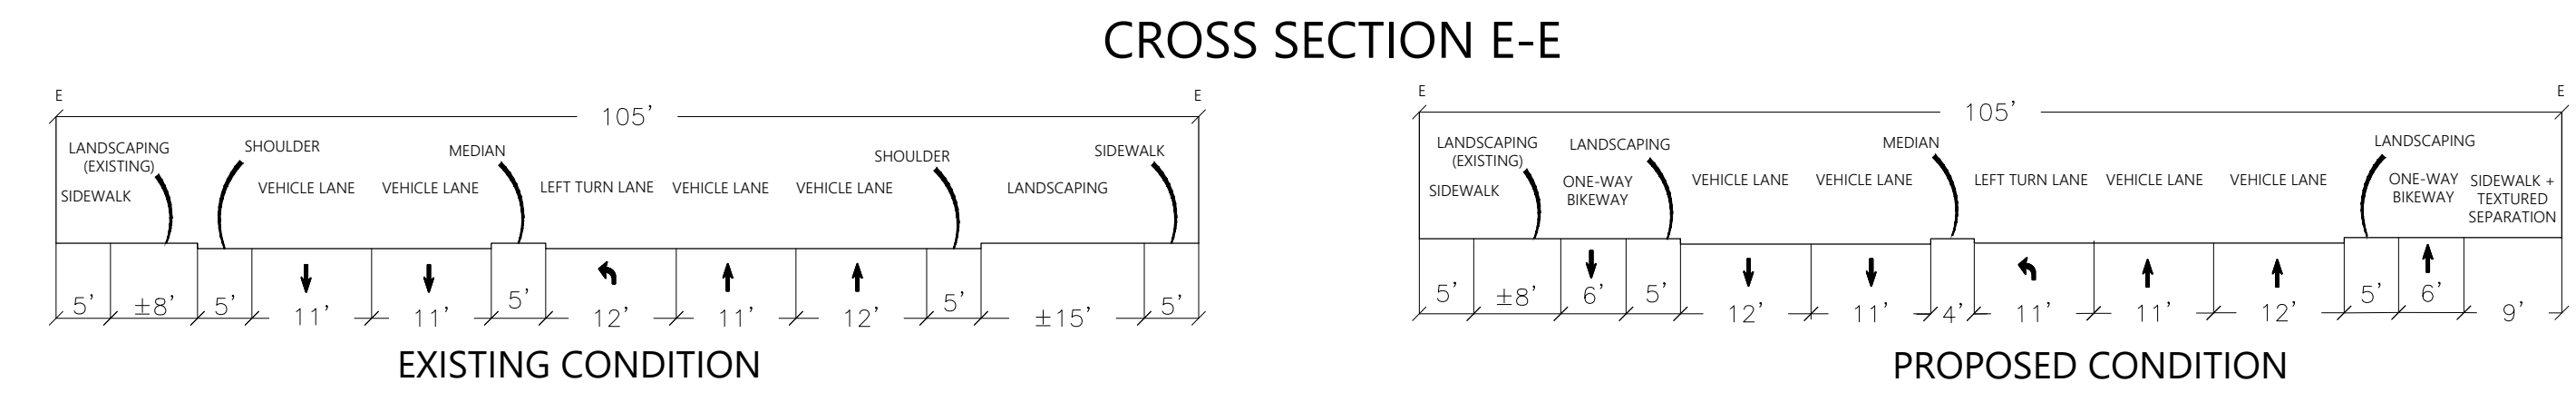 CROSS SECTION E-E
E
E
105’
LANDSCAPING
(EXISTING)
SIDEWALK
SHOULDER
VEHICLE LANE
VEHICLE LANE
MEDIAN
LEFT TURN LANE
VEHICLE LANE
VEHICLE LANE
SHOULDER
LANDSCAPING
SIDEWALK
5’
±8’
5’
11’
11’
5’
12’
11’
12’
5’
±15’
5’
EXISTING CONDITION
E
E
105’
LANDSCAPING
(EXISTING)
SIDEWALK
LANDSCAPING
ONE-WAY
BIKEWAY
VEHICLE LANE
VEHICLE LANE
MEDIAN
LEFT TURN LANE
VEHICLE LANE
VEHICLE LANE
LANDSCAPING
ONE-WAY
BIKEWAY
SIDEWALK +
TEXTURED
SEPARATION
5’
±8’
6’
5’
12’
11’
4’
11’
11’
12’
5’
6’
9’
PROPOSED CONDITION